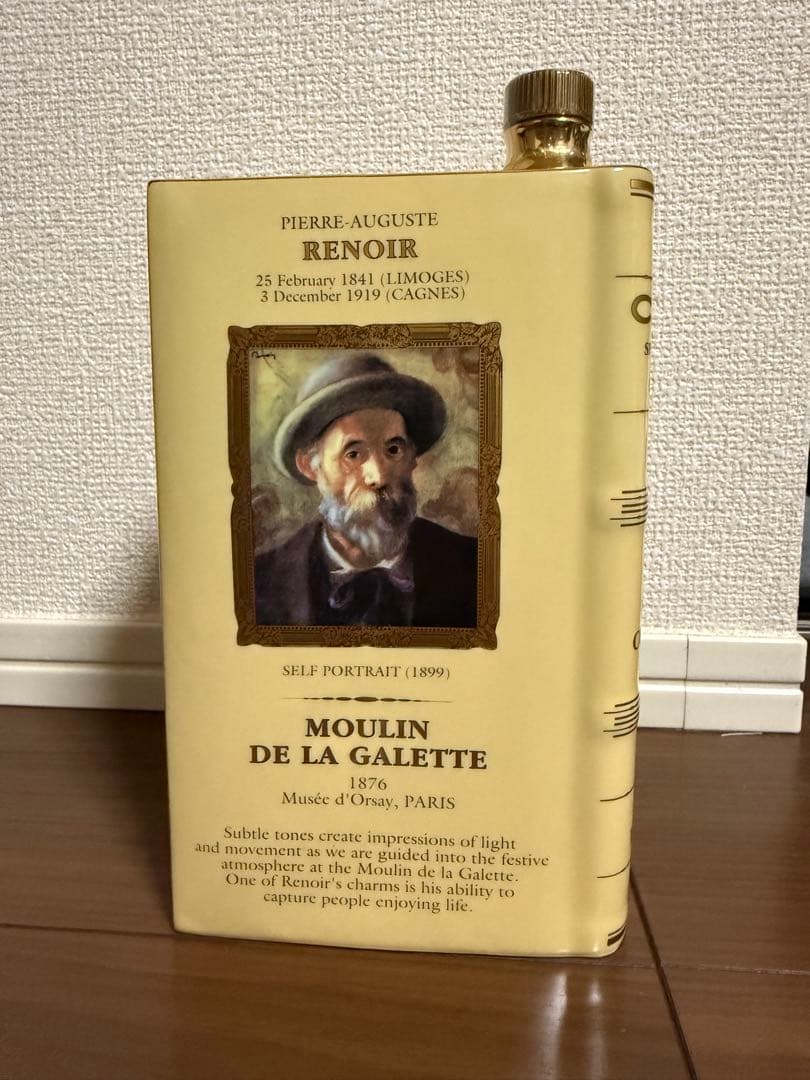 PIERRE-AUGUSTE
RENOIR
25 February 1841 (LIMOGES)
3 December 1919 (CAGNES)
SELF PORTRAIT (1899)
MOULIN
DE LA GALETTE
1876
Musée d'Orsay, PARIS
Subtle tones create impressions of light
and movement as we are guided into the festive
atmosphere at the Moulin de la Galette.
One of Renoir's charms is his ability to
capture people enjoying life.